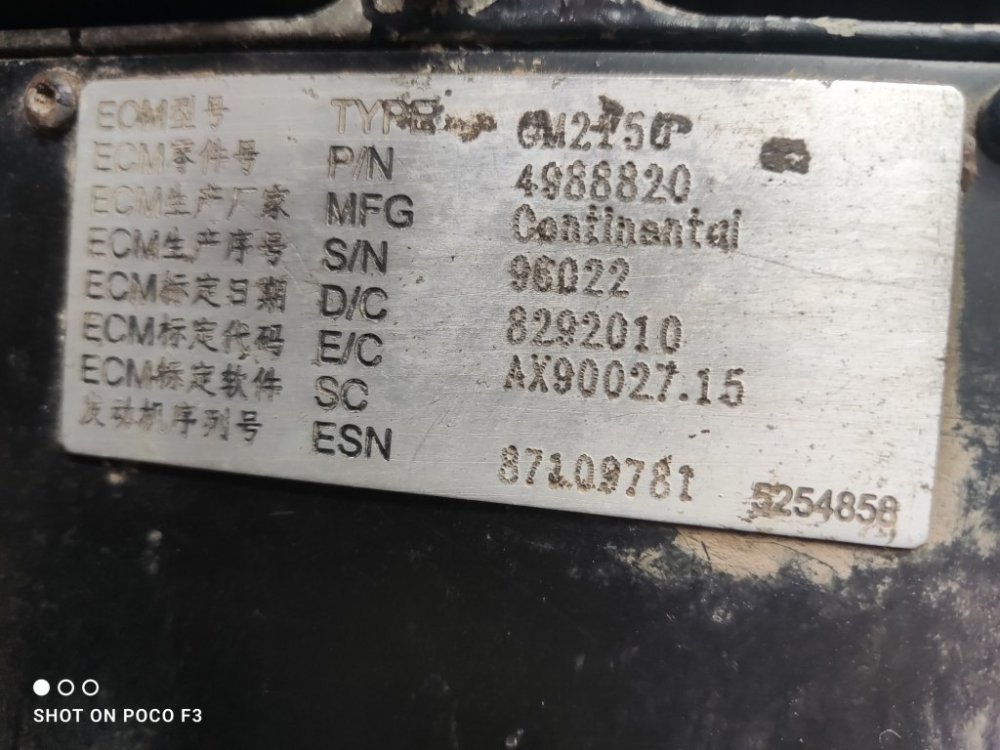 ECM型号 TYPE CM2150
ECM零件号 P/N 4988820
ECM生产厂家 MFG Continental
ECM生产序号 S/N 96022
ECM标定日期 D/C 8292010
ECM标定代码 E/C AX90027.15
ECM标定软件 SC
发动机序列号 ESN 87109781 5254858
SHOT ON POCO F3